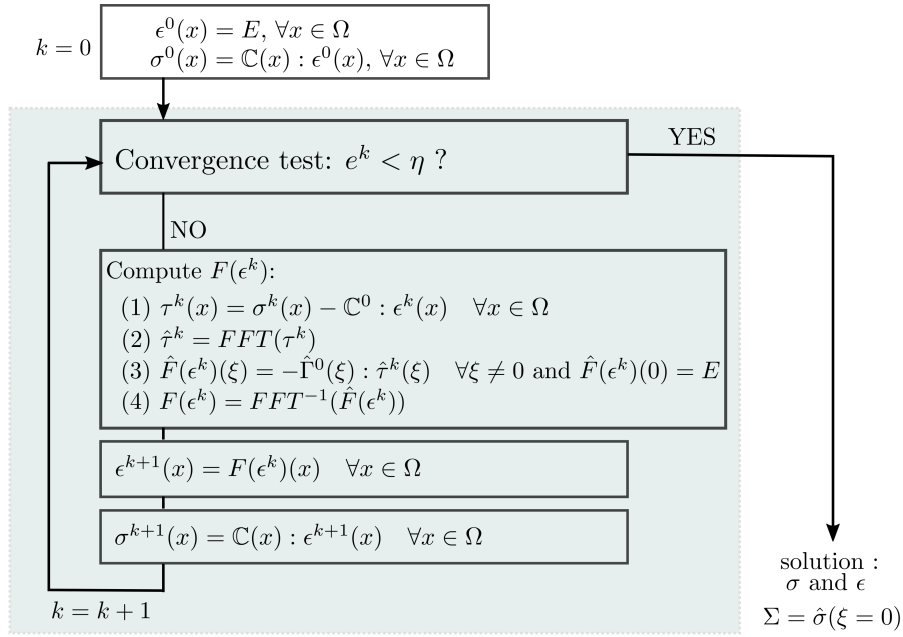 k = 0
ϵ⁰(x) = E, ∀x ∈ Ω
σ⁰(x) = ℂ(x) : ϵ⁰(x), ∀x ∈ Ω
Convergence test: eᵏ < η ?
YES
NO
Compute F(ϵᵏ):
(1) τᵏ(x) = σᵏ(x) − ℂ⁰ : ϵᵏ(x) ∀x ∈ Ω
(2) τ̂ᵏ = FFT(τᵏ)
(3) F̂(ϵᵏ)(ξ) = −Γ̂⁰(ξ) : τ̂ᵏ(ξ) ∀ξ ≠ 0 and F̂(ϵᵏ)(0) = E
(4) F(ϵᵏ) = FFT⁻¹(F̂(ϵᵏ))
ϵᵏ⁺¹(x) = F(ϵᵏ)(x) ∀x ∈ Ω
σᵏ⁺¹(x) = ℂ(x) : ϵᵏ⁺¹(x) ∀x ∈ Ω
k = k + 1
solution :
σ and ϵ
Σ = σ̂(ξ = 0)